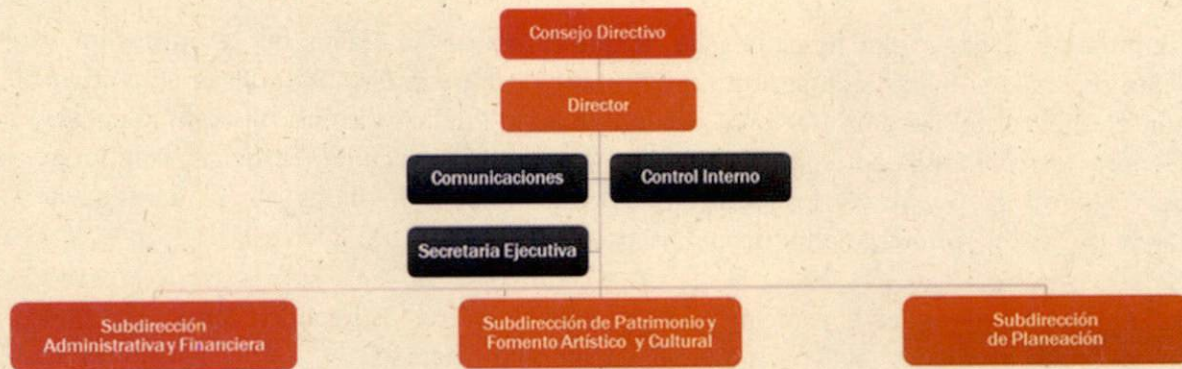 Consejo Directivo
Director
Comunicaciones
Control Interno
Secretaria Ejecutiva
Subdirección
Administrativa y Financiera
Subdirección de Patrimonio y
Fomento Artístico y Cultural
Subdirección
de Planeación